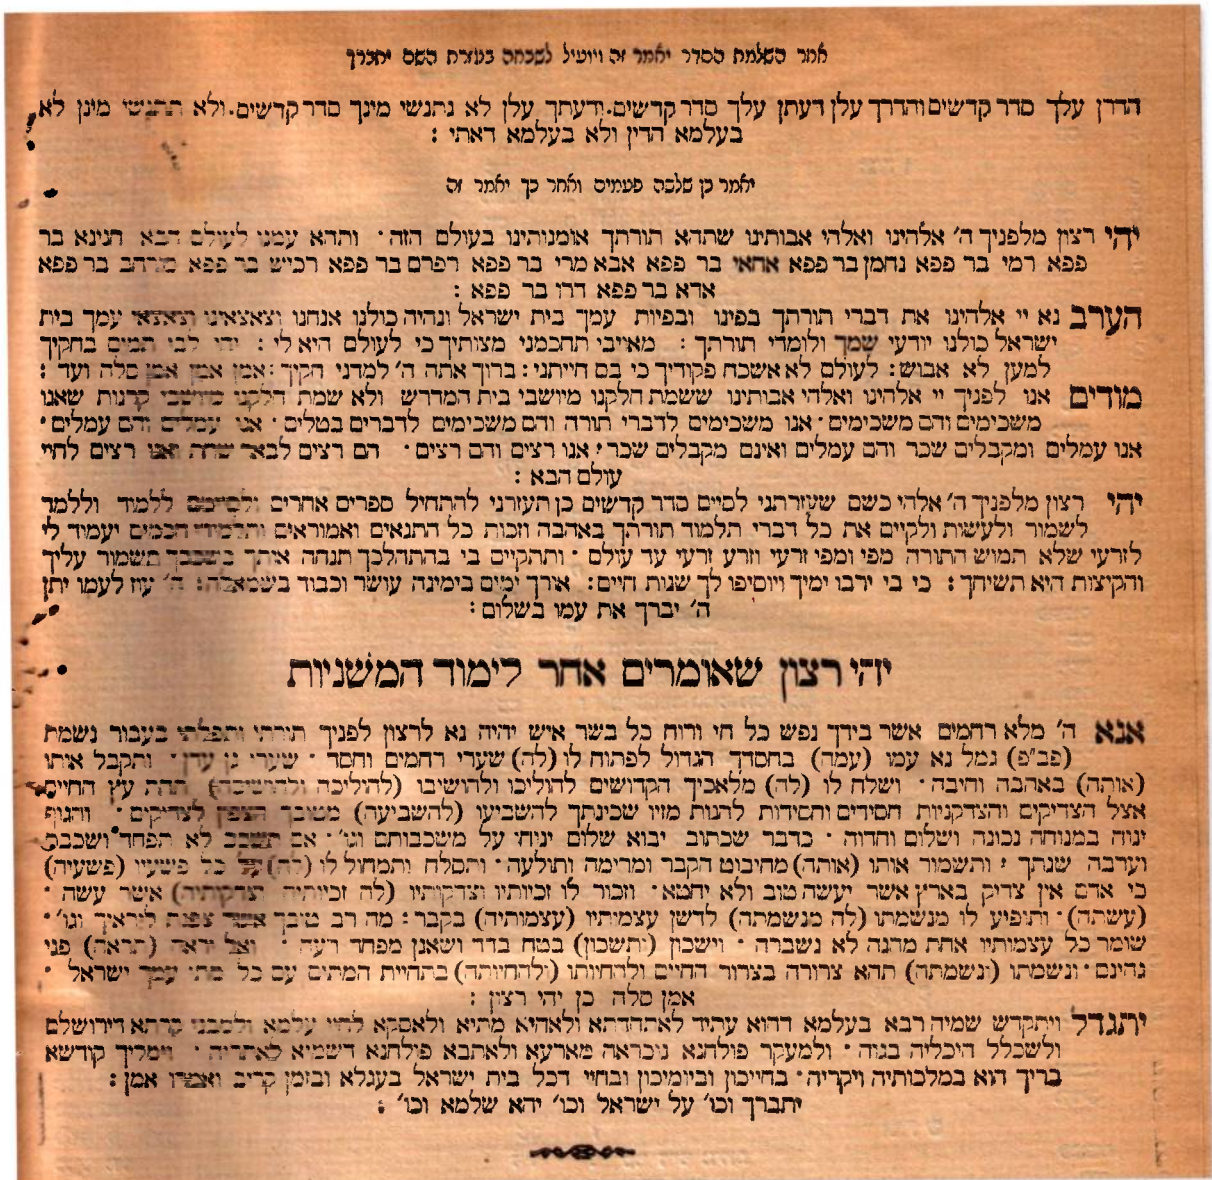 אחר השלמת הסדר יאמר זה ויועיל לשכחה בעזרת השם יתברך
הדרן עלך סדר קדשים והדרך עלן דעתן עלך סדר קדשים. ודעתך עלן לא נתנשי מינך סדר קדשים. ולא תתנשי מינן לא
בעלמא הדין ולא בעלמא דאתי :
יאמר כן שלשה פעמים ואחר כך יאמר זה
יהי רצון מלפניך ה' אלהינו ואלהי אבותינו שתהא תורתך אומנותינו בעולם הזה · ותהא עמנו לעולם הבא חנינא בר
פפא רמי בר פפא נחמן בר פפא אחאי בר פפא אבא מרי בר פפא רפרם בר פפא רכיש בר פפא סרחב בר פפא
אדא בר פפא דרו בר פפא :
הערב נא יי אלהינו את דברי תורתך בפינו ובפיות עמך בית ישראל ונהיה כולנו אנחנו וצאצאינו וצאצאי עמך בית
ישראל כולנו יודעי שמך ולומדי תורתך : מאויבי תחכמני מצותיך כי לעולם היא לי : יהי לבי תמים בחקיך
למען לא אבוש : לעולם לא אשכח פקודיך כי בם חייתני : ברוך אתה ה' למדני חקיך : אמן אמן אמן סלה ועד :
מודים אנו לפניך יי אלהינו ואלהי אבותינו ששמת חלקנו מיושבי בית המדרש ולא שמת חלקנו מיושבי קרנות שאנו
משכימים והם משכימים · אנו משכימים לדברי תורה והם משכימים לדברים בטלים · אנו עמלים והם עמלים ·
אנו עמלים ומקבלים שכר והם עמלים ואינם מקבלים שכר · אנו רצים והם רצים · הם רצים לבאר שחת ואנו רצים לחיי
עולם הבא :
יהי רצון מלפניך ה' אלהי כשם שעזרתני לסיים סדר קדשים כן תעזרני להתחיל ספרים אחרים ולסיימם ללמוד וללמד
לשמור ולעשות ולקיים את כל דברי תלמוד תורתך באהבה וזכות כל התנאים ואמוראים ותלמידי חכמים יעמיד לי
לזרעי שלא תמוש התורה מפי ומפי זרעי וזרע זרעי עד עולם · ותתקיים בי בהתהלכך תנחה אותך בשכבך תשמור עליך
והקיצות היא תשיחך : כי בי ירבו ימיך ויוסיפו לך שנות חיים : אורך ימים בימינה עושר וכבוד בשמאלה : ה' עוז לעמו יתן
ה' יברך את עמו בשלום :
יהי רצון שאומרים אחר לימוד המשניות
אנא ה' מלא רחמים אשר בידך נפש כל חי ורוח כל בשר איש יהיה נא לרצון לפניך תורתי ותפלתי בעבור נשמת
(פב"פ) גמל נא עמו (עמה) בחסדך הגדול לפתוח לו (לה) שערי רחמים וחסד · שערי גן עדן · ותקבל אותו
(אותה) באהבה וחיבה · ושלח לו (לה) מלאכיך הקדושים להוליכו ולהושיבו (להוליכה ולהושיבה) תחת עץ החיים
אצל הצדיקים והצדקניות חסידים וחסידות להנות מזיו שכינתך להשביעו (להשביעה) מטובך הצפון לצדיקים · והגוף
ינוח במנוחה נכונה ושלום וחדוה · כדבר שכתוב יבוא שלום ינוחו על משכבותם וגו' · אם תשכב לא תפחד ושכבת
וערבה שנתך : ותשמור אותו (אותה) מחיבוט הקבר ומרימה ותולעה · ותסלח ותמחול לו (לה) על כל פשעיו (פשעיה)
כי אדם אין צדיק בארץ אשר יעשה טוב ולא יחטא · וזכור לו זכיותיו וצדקותיו (לה זכיותיה וצדקותיה) אשר עשה ·
(עשתה) · ותופיע לו מנשמתו (לה מנשמתה) לדשן עצמיתיו (עצמותיה) בקבר : מה רב טובך אשר צפנת ליראיך וגו' ·
שומר כל עצמותיו אחת מהנה לא נשברה · וישכון (ותשכון) בטח בדד ושאנן מפחד רעה · ואל יראה (תראה) פני
גהינם · ונשמתו (ונשמתה) תהא צרורה בצרור החיים ולהחיותו (ולהחיותה) בתחיית המתים עם כל מתי עמך ישראל ·
אמן סלה כן יהי רצון :
יתגדל ויתקדש שמיה רבא בעלמא דהוא עתיד לאתחדתא ולאחיא מתיא ולאסקא לחיי עלמא ולמבני קרתא דירושלם
ולשכלל היכליה בגוה · ולמעקר פולחנא נוכראה מארעא ולאתבא פולחנא דשמיא לאתריה · וימליך קודשא
בריך הוא במלכותיה ויקריה · בחייכון וביומיכון ובחיי דכל בית ישראל בעגלא ובזמן קריב ואמרו אמן :
יתברך וכו' על ישראל וכו' יהא שלמא וכו' :